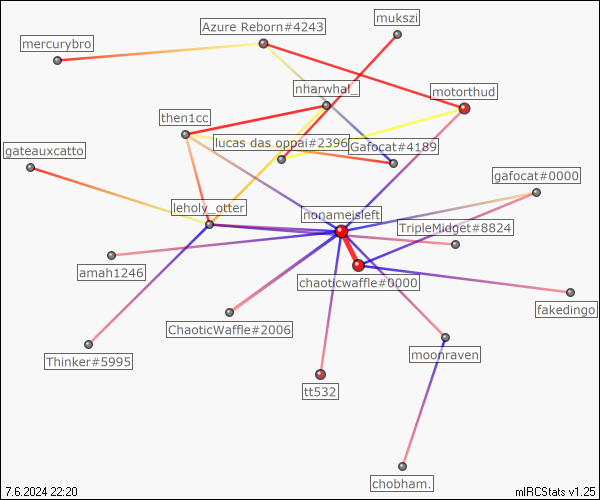 mukszi
Azure Reborn#4243
mercurybro
nharwhal_
motorthud
then1cc
lucas das oppai#2396
Gafocat#4189
gateauxcatto
gafocat#0000
leholy_otter
nonameisleft
TripleMidget#8824
amah1246
chaoticwaffle#0000
fakedingo
ChaoticWaffle#2006
moonraven
Thinker#5995
tt532
chobham.
7.6.2024 22:20
mIRCStats v1.25